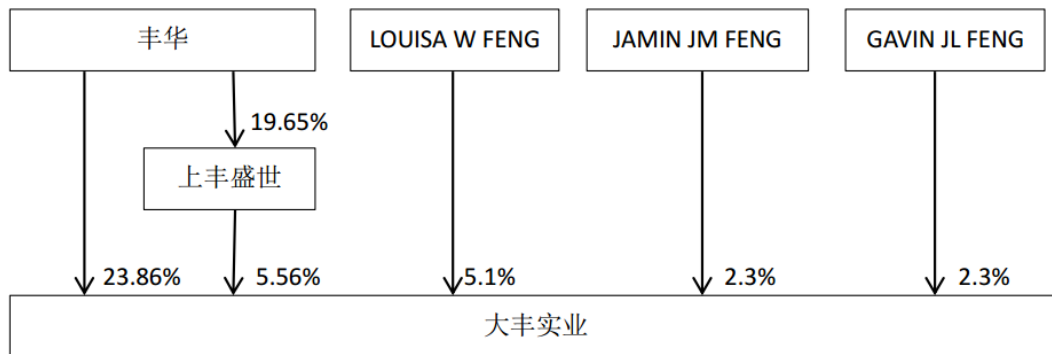 丰华
LOUISA W FENG
JAMIN JM FENG
GAVIN JL FENG
19.65%
上丰盛世
23.86%
5.56%
5.1%
2.3%
2.3%
大丰实业